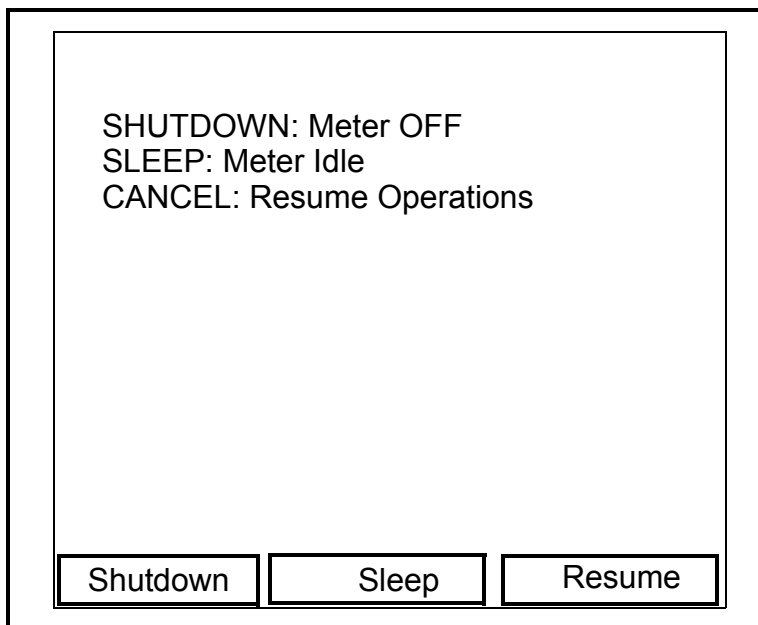 SHUTDOWN: Meter OFF
SLEEP: Meter Idle
CANCEL: Resume Operations
Shutdown Sleep Resume